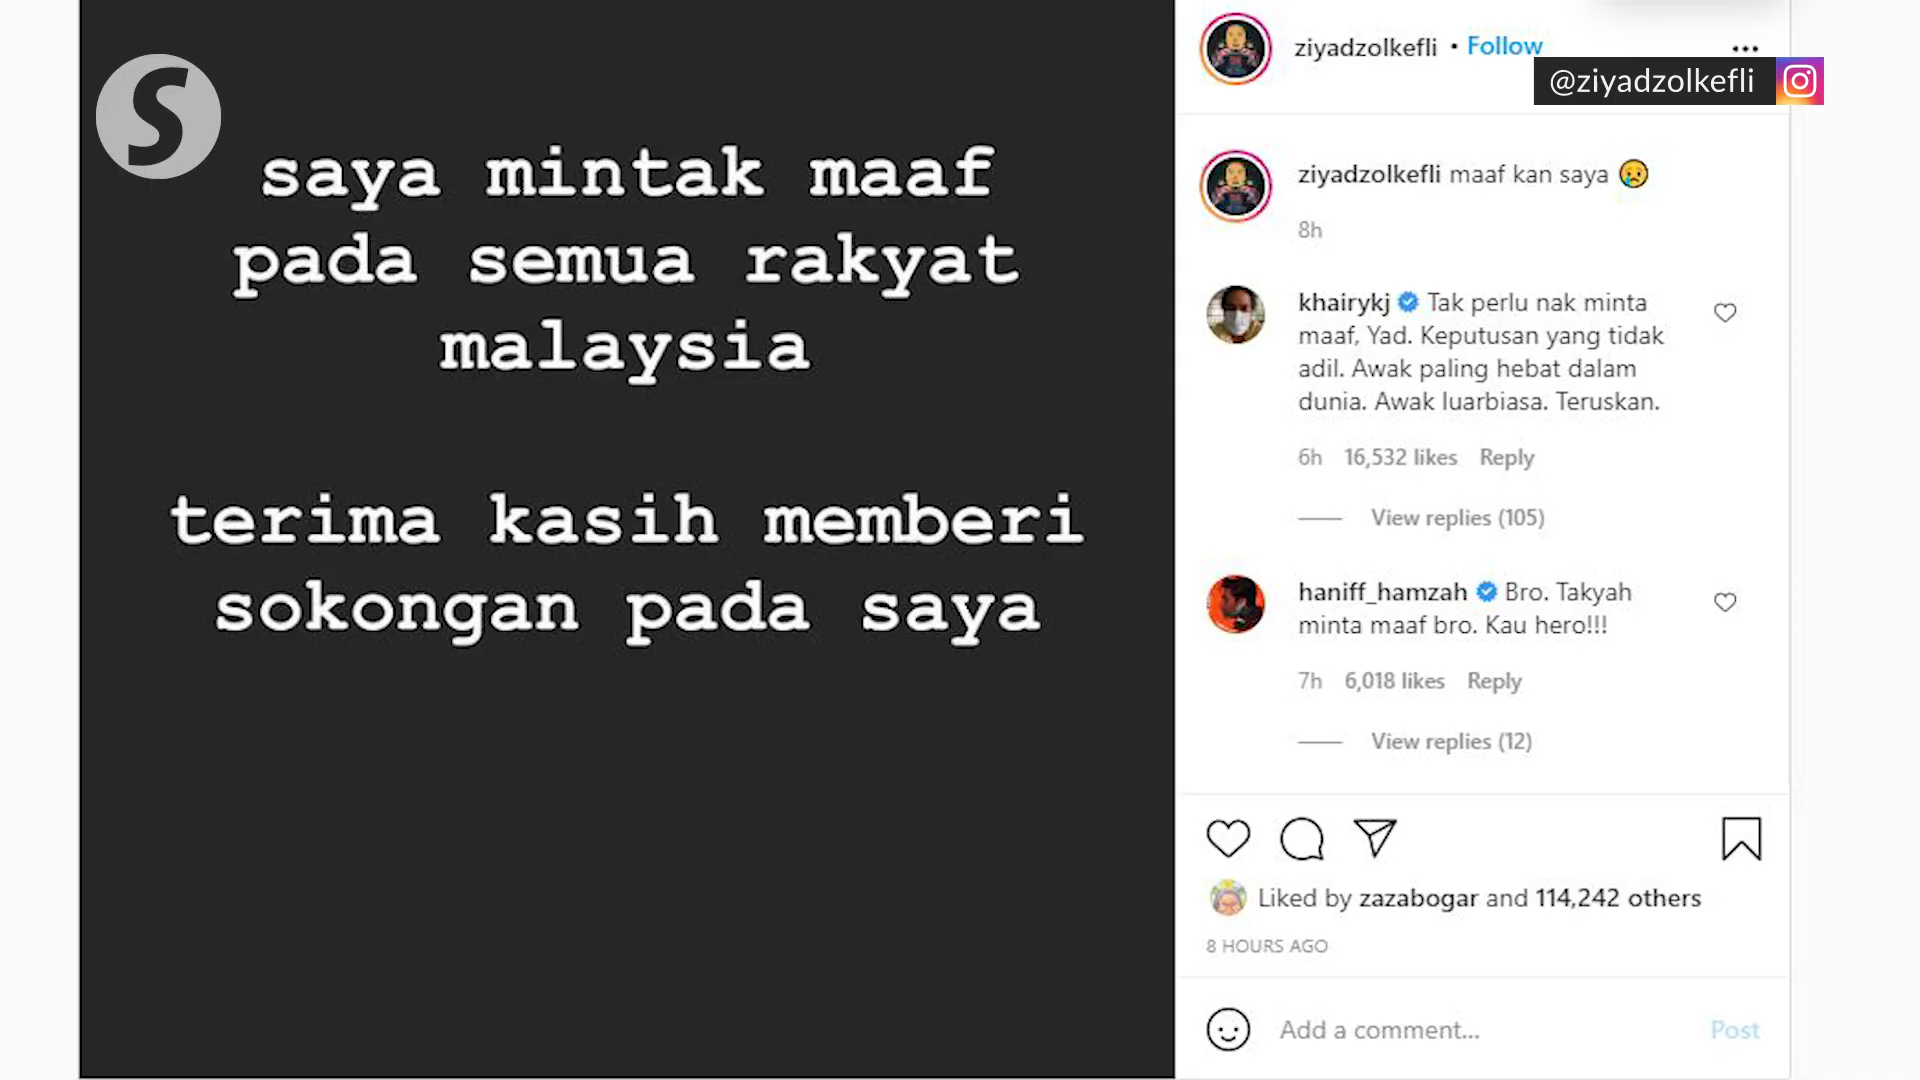 S
saya mintak maaf
pada semua rakyat
malaysia
terima kasih memberi
sokongan pada saya
ziyadzolkefli • Follow
@ziyadzolkefli
ziyadzolkefli maaf kan saya 😢
8h
khairykj Tak perlu nak minta
maaf, Yad. Keputusan yang tidak
adil. Awak paling hebat dalam
dunia. Awak luarbiasa. Teruskan.
6h 16,532 likes Reply
View replies (105)
haniff_hamzah Bro. Takyah
minta maaf bro. Kau hero!!!
7h 6,018 likes Reply
View replies (12)
Liked by zazabogar and 114,242 others
8 HOURS AGO
Add a comment... Post